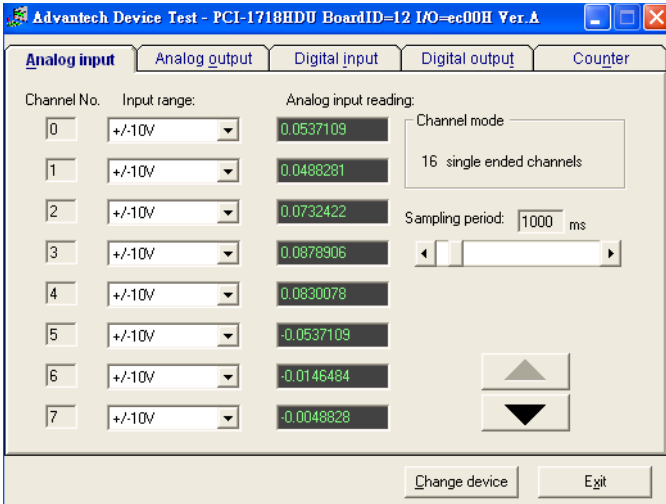 Advantech Device Test - PCI-1718HDU BoardID=12 I/O=ec00H Ver.A
Analog input Analog output Digital input Digital output Counter
Channel No. Input range: Analog input reading:
0 +/-10V 0.0537109
1 +/-10V 0.0488281
2 +/-10V 0.0732422
3 +/-10V 0.0878906
4 +/-10V 0.0830078
5 +/-10V -0.0537109
6 +/-10V -0.0146484
7 +/-10V -0.0048828
Channel mode
16 single ended channels
Sampling period: 1000 ms
Change device Exit